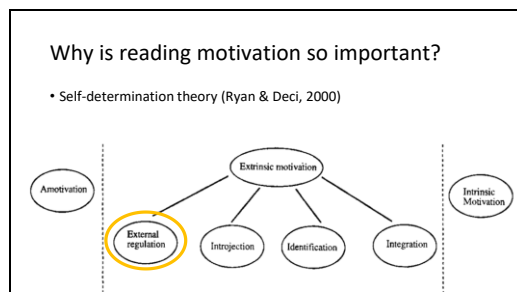 Why is reading motivation so important?
• Self-determination theory (Ryan & Deci, 2000)
Extrinsic motivation
Amotivation
Intrinsic
Motivation
External
regulation
Introjection
Identification
Integration